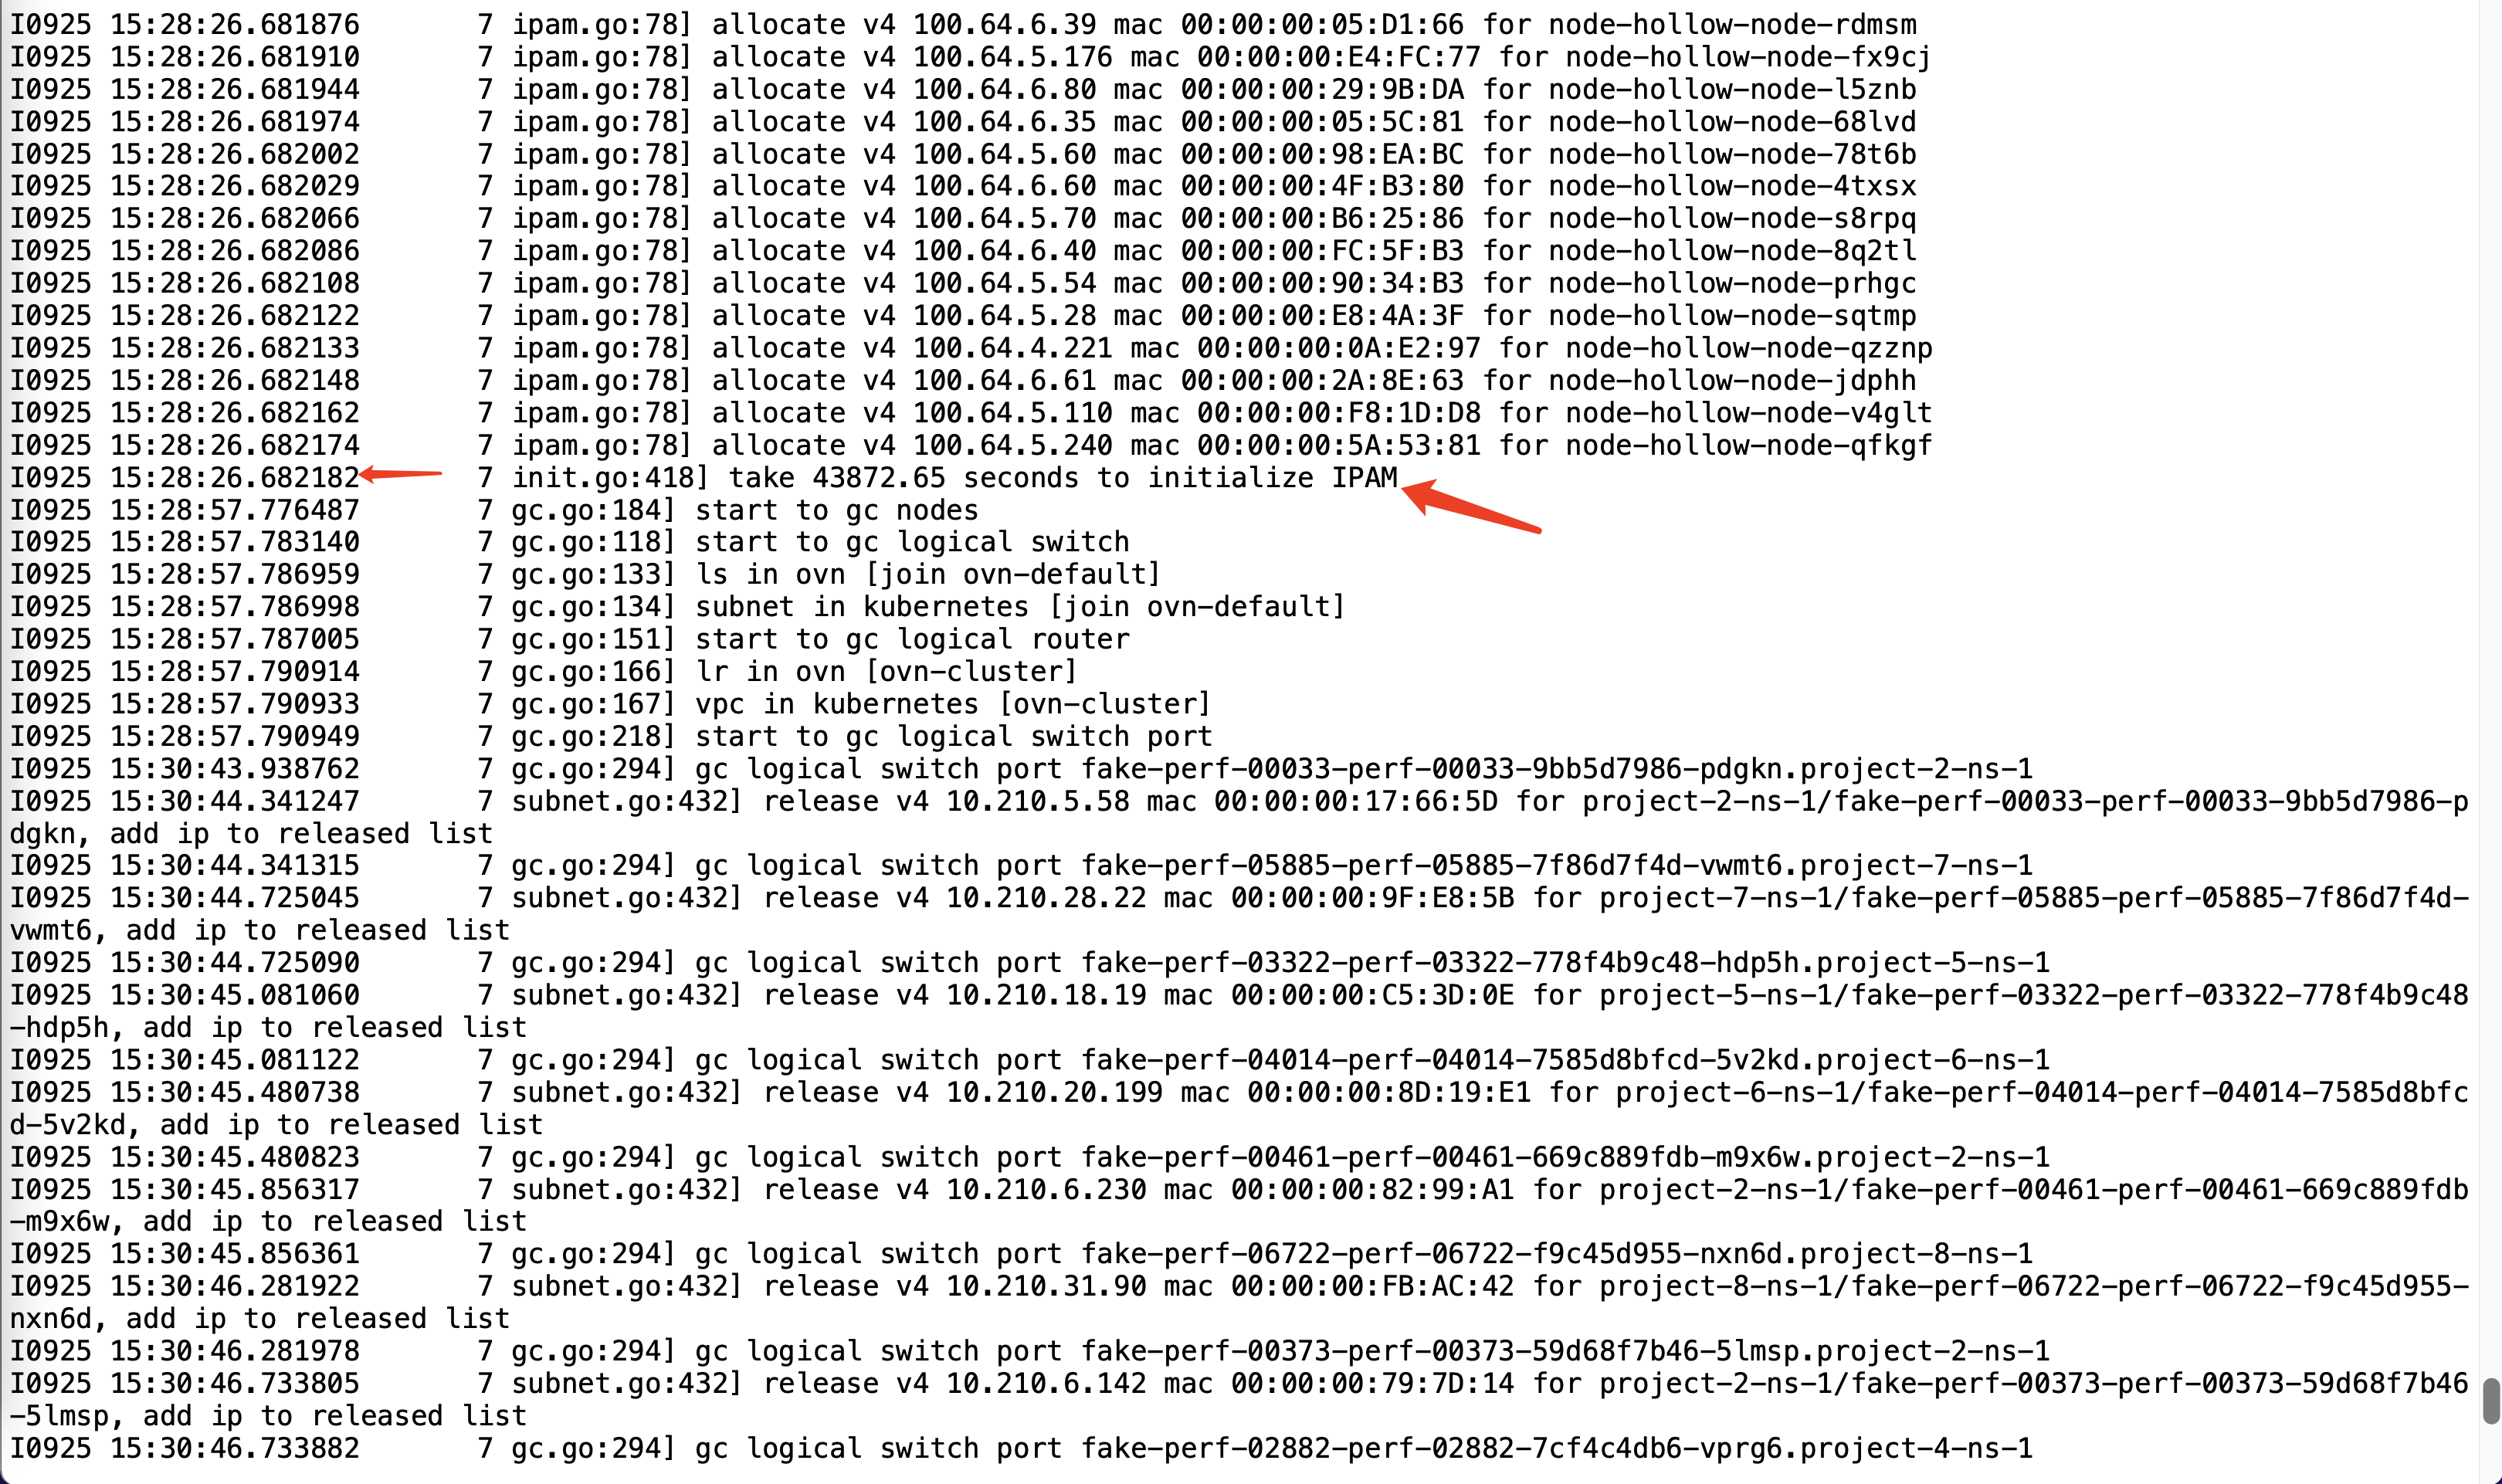 I0925 15:28:26.681876       7 ipam.go:78] allocate v4 100.64.6.39 mac 00:00:00:05:D1:66 for node-hollow-node-rdmsm
I0925 15:28:26.681910       7 ipam.go:78] allocate v4 100.64.5.176 mac 00:00:00:E4:FC:77 for node-hollow-node-fx9cj
I0925 15:28:26.681944       7 ipam.go:78] allocate v4 100.64.6.80 mac 00:00:00:29:9B:DA for node-hollow-node-l5znb
I0925 15:28:26.681974       7 ipam.go:78] allocate v4 100.64.6.35 mac 00:00:00:05:5C:81 for node-hollow-node-68lvd
I0925 15:28:26.682002       7 ipam.go:78] allocate v4 100.64.5.60 mac 00:00:00:98:EA:BC for node-hollow-node-78t6b
I0925 15:28:26.682029       7 ipam.go:78] allocate v4 100.64.6.60 mac 00:00:00:4F:B3:80 for node-hollow-node-4txsx
I0925 15:28:26.682066       7 ipam.go:78] allocate v4 100.64.5.70 mac 00:00:00:B6:25:86 for node-hollow-node-s8rpq
I0925 15:28:26.682086       7 ipam.go:78] allocate v4 100.64.6.40 mac 00:00:00:FC:5F:B3 for node-hollow-node-8q2tl
I0925 15:28:26.682108       7 ipam.go:78] allocate v4 100.64.5.54 mac 00:00:00:90:34:B3 for node-hollow-node-prhgc
I0925 15:28:26.682122       7 ipam.go:78] allocate v4 100.64.5.28 mac 00:00:00:E8:4A:3F for node-hollow-node-sqtmp
I0925 15:28:26.682133       7 ipam.go:78] allocate v4 100.64.4.221 mac 00:00:00:0A:E2:97 for node-hollow-node-qzznp
I0925 15:28:26.682148       7 ipam.go:78] allocate v4 100.64.6.61 mac 00:00:00:2A:8E:63 for node-hollow-node-jdphh
I0925 15:28:26.682162       7 ipam.go:78] allocate v4 100.64.5.110 mac 00:00:00:F8:1D:D8 for node-hollow-node-v4glt
I0925 15:28:26.682174       7 ipam.go:78] allocate v4 100.64.5.240 mac 00:00:00:5A:53:81 for node-hollow-node-qfkgf
I0925 15:28:26.682182       7 init.go:418] take 43872.65 seconds to initialize IPAM
I0925 15:28:57.776487       7 gc.go:184] start to gc nodes
I0925 15:28:57.783140       7 gc.go:118] start to gc logical switch
I0925 15:28:57.786959       7 gc.go:133] ls in ovn [join ovn-default]
I0925 15:28:57.786998       7 gc.go:134] subnet in kubernetes [join ovn-default]
I0925 15:28:57.787005       7 gc.go:151] start to gc logical router
I0925 15:28:57.790914       7 gc.go:166] lr in ovn [ovn-cluster]
I0925 15:28:57.790933       7 gc.go:167] vpc in kubernetes [ovn-cluster]
I0925 15:28:57.790949       7 gc.go:218] start to gc logical switch port
I0925 15:30:43.938762       7 gc.go:294] gc logical switch port fake-perf-00033-perf-00033-9bb5d7986-pdgkn.project-2-ns-1
I0925 15:30:44.341247       7 subnet.go:432] release v4 10.210.5.58 mac 00:00:00:17:66:5D for project-2-ns-1/fake-perf-00033-perf-00033-9bb5d7986-p
dgkn, add ip to released list
I0925 15:30:44.341315       7 gc.go:294] gc logical switch port fake-perf-05885-perf-05885-7f86d7f4d-vwmt6.project-7-ns-1
I0925 15:30:44.725045       7 subnet.go:432] release v4 10.210.28.22 mac 00:00:00:9F:E8:5B for project-7-ns-1/fake-perf-05885-perf-05885-7f86d7f4d-
vwmt6, add ip to released list
I0925 15:30:44.725090       7 gc.go:294] gc logical switch port fake-perf-03322-perf-03322-778f4b9c48-hdp5h.project-5-ns-1
I0925 15:30:45.081060       7 subnet.go:432] release v4 10.210.18.19 mac 00:00:00:C5:3D:0E for project-5-ns-1/fake-perf-03322-perf-03322-778f4b9c48
-hdp5h, add ip to released list
I0925 15:30:45.081122       7 gc.go:294] gc logical switch port fake-perf-04014-perf-04014-7585d8bfcd-5v2kd.project-6-ns-1
I0925 15:30:45.480738       7 subnet.go:432] release v4 10.210.20.199 mac 00:00:00:8D:19:E1 for project-6-ns-1/fake-perf-04014-perf-04014-7585d8bfc
d-5v2kd, add ip to released list
I0925 15:30:45.480823       7 gc.go:294] gc logical switch port fake-perf-00461-perf-00461-669c889fdb-m9x6w.project-2-ns-1
I0925 15:30:45.856317       7 subnet.go:432] release v4 10.210.6.230 mac 00:00:00:82:99:A1 for project-2-ns-1/fake-perf-00461-perf-00461-669c889fdb
-m9x6w, add ip to released list
I0925 15:30:45.856361       7 gc.go:294] gc logical switch port fake-perf-06722-perf-06722-f9c45d955-nxn6d.project-8-ns-1
I0925 15:30:46.281922       7 subnet.go:432] release v4 10.210.31.90 mac 00:00:00:FB:AC:42 for project-8-ns-1/fake-perf-06722-perf-06722-f9c45d955-
nxn6d, add ip to released list
I0925 15:30:46.281978       7 gc.go:294] gc logical switch port fake-perf-00373-perf-00373-59d68f7b46-5lmsp.project-2-ns-1
I0925 15:30:46.733805       7 subnet.go:432] release v4 10.210.6.142 mac 00:00:00:79:7D:14 for project-2-ns-1/fake-perf-00373-perf-00373-59d68f7b46
-5lmsp, add ip to released list
I0925 15:30:46.733882       7 gc.go:294] gc logical switch port fake-perf-02882-perf-02882-7cf4c4db6-vprg6.project-4-ns-1